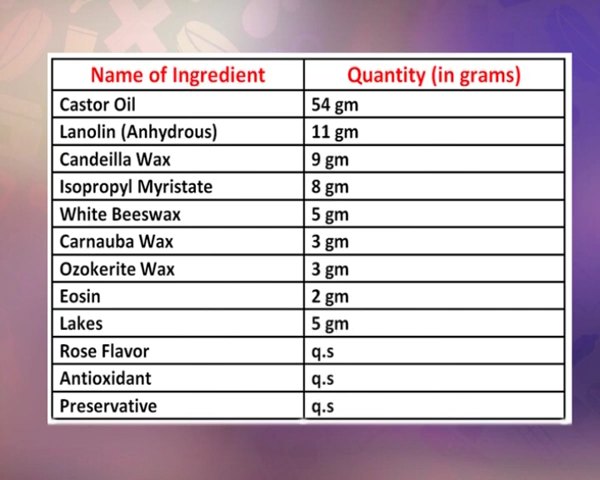 Name of Ingredient Quantity (in grams)
Castor Oil 54 gm
Lanolin (Anhydrous) 11 gm
Candeilla Wax 9 gm
Isopropyl Myristate 8 gm
White Beeswax 5 gm
Carnauba Wax 3 gm
Ozokerite Wax 3 gm
Eosin 2 gm
Lakes 5 gm
Rose Flavor q.s
Antioxidant q.s
Preservative q.s